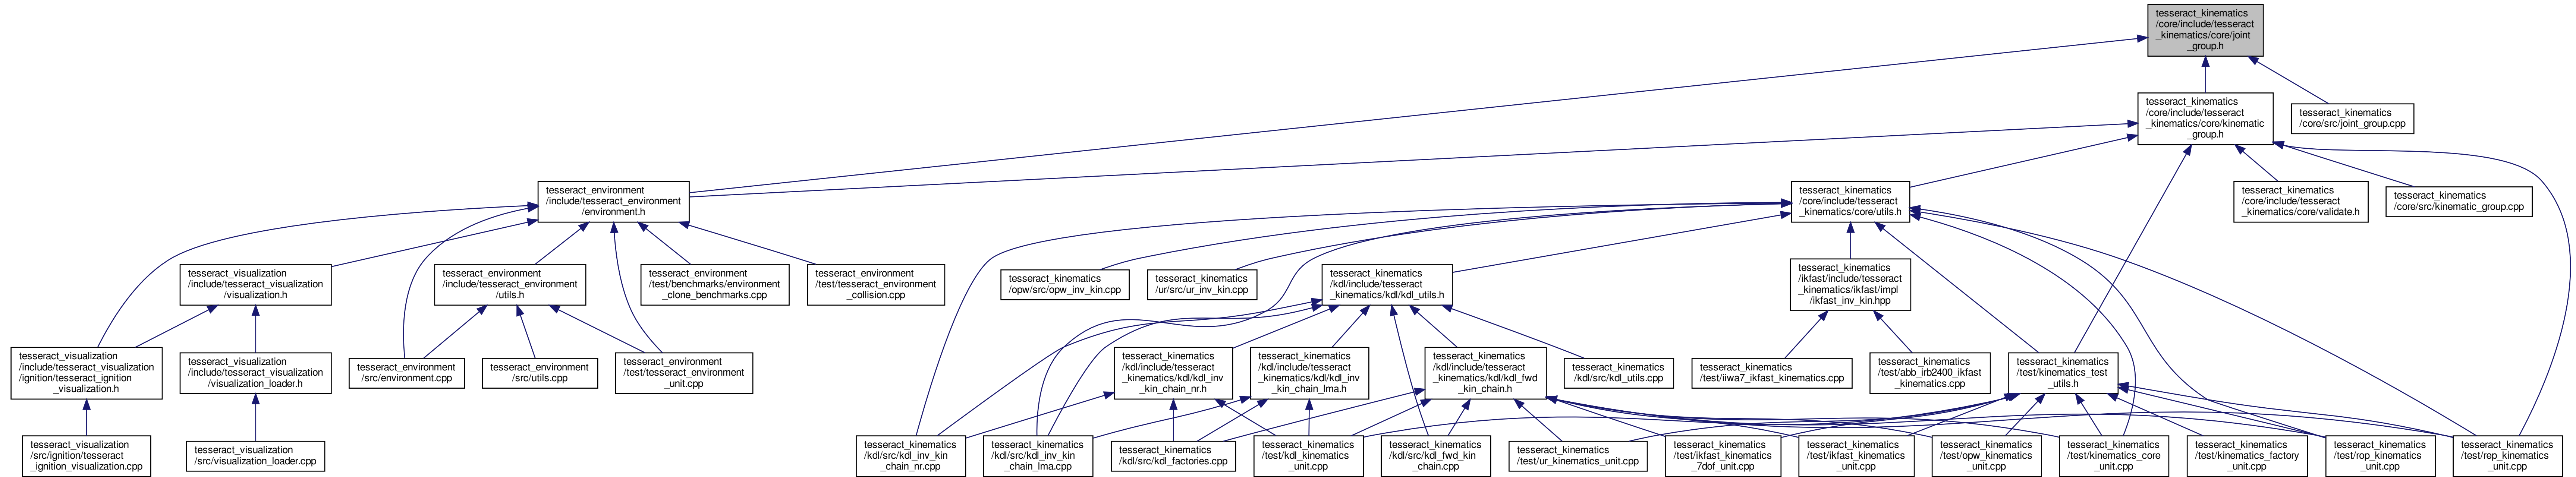 tesseract_kinematics
/core/include/tesseract
_kinematics/core/joint
_group.h
tesseract_kinematics
/core/include/tesseract
_kinematics/core/kinematic
_group.h
tesseract_kinematics
/core/src/joint_group.cpp
tesseract_environment
/include/tesseract_environment
/environment.h
tesseract_kinematics
/core/include/tesseract
_kinematics/core/utils.h
tesseract_kinematics
/core/include/tesseract
_kinematics/core/validate.h
tesseract_kinematics
/core/src/kinematic_group.cpp
tesseract_visualization
/include/tesseract_visualization
/visualization.h
tesseract_environment
/include/tesseract_environment
/utils.h
tesseract_environment
/test/benchmarks/environment
_clone_benchmarks.cpp
tesseract_environment
/test/tesseract_environment
_collision.cpp
tesseract_kinematics
/opw/src/opw_inv_kin.cpp
tesseract_kinematics
/ur/src/ur_inv_kin.cpp
tesseract_kinematics
/kdl/include/tesseract
_kinematics/kdl/kdl_utils.h
tesseract_kinematics
/ikfast/include/tesseract
_kinematics/ikfast/impl
/ikfast_inv_kin.hpp
tesseract_visualization
/include/tesseract_visualization
/ignition/tesseract_ignition
_visualization.h
tesseract_visualization
/include/tesseract_visualization
/visualization_loader.h
tesseract_environment
/src/environment.cpp
tesseract_environment
/src/utils.cpp
tesseract_environment
/test/tesseract_environment
_unit.cpp
tesseract_kinematics
/kdl/include/tesseract
_kinematics/kdl/kdl_inv
_kin_chain_nr.h
tesseract_kinematics
/kdl/include/tesseract
_kinematics/kdl/kdl_inv
_kin_chain_lma.h
tesseract_kinematics
/kdl/include/tesseract
_kinematics/kdl/kdl_fwd
_kin_chain.h
tesseract_kinematics
/kdl/src/kdl_utils.cpp
tesseract_kinematics
/test/iiwa7_ikfast_kinematics.cpp
tesseract_kinematics
/test/abb_irb2400_ikfast
_kinematics.cpp
tesseract_kinematics
/test/kinematics_test
_utils.h
tesseract_visualization
/src/ignition/tesseract
_ignition_visualization.cpp
tesseract_visualization
/src/visualization_loader.cpp
tesseract_kinematics
/kdl/src/kdl_inv_kin
_chain_nr.cpp
tesseract_kinematics
/kdl/src/kdl_inv_kin
_chain_lma.cpp
tesseract_kinematics
/kdl/src/kdl_factories.cpp
tesseract_kinematics
/test/kdl_kinematics
_unit.cpp
tesseract_kinematics
/kdl/src/kdl_fwd_kin
_chain.cpp
tesseract_kinematics
/test/ur_kinematics_unit.cpp
tesseract_kinematics
/test/ikfast_kinematics
_7dof_unit.cpp
tesseract_kinematics
/test/ikfast_kinematics
_unit.cpp
tesseract_kinematics
/test/opw_kinematics
_unit.cpp
tesseract_kinematics
/test/kinematics_core
_unit.cpp
tesseract_kinematics
/test/kinematics_factory
_unit.cpp
tesseract_kinematics
/test/rop_kinematics
_unit.cpp
tesseract_kinematics
/test/rep_kinematics
_unit.cpp